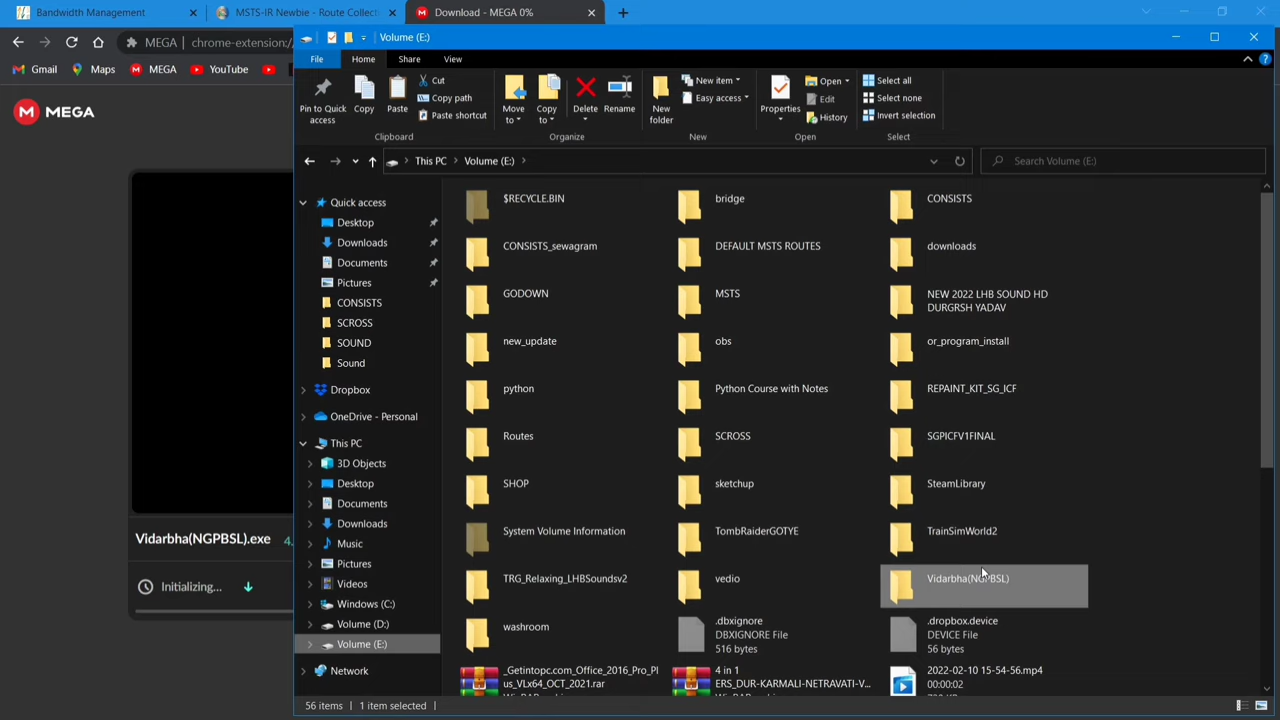 Bandwidth Management
MSTS-IR Newbie - Route Collect
Download - MEGA 0%
MEGA
chrome-extension:/
Gmail
Maps
MEGA
YouTube
MEGA
Vidarbha(NGPBSL).exe
4.
Initializing...
Volume (E:)
File
Home
Share
View
Pin to Quick access
Copy
Paste
Cut
Copy path
Paste shortcut
Clipboard
Move to
Copy to
Delete
Rename
Organize
New folder
New item
Easy access
New
Properties
Open
Edit
History
Open
Select all
Select none
Invert selection
Select
This PC > Volume (E:) >
Search Volume (E:)
Quick access
Desktop
Downloads
Documents
Pictures
CONSISTS
SCROSS
SOUND
Sound
Dropbox
OneDrive - Personal
This PC
3D Objects
Desktop
Documents
Downloads
Music
Pictures
Videos
Windows (C:)
Volume (D:)
Volume (E:)
Network
$RECYCLE.BIN
bridge
CONSISTS
CONSISTS_sewagram
DEFAULT MSTS ROUTES
downloads
GODOWN
MSTS
NEW 2022 LHB SOUND HD
DURGRSH YADAV
new_update
obs
or_program_install
python
Python Course with Notes
REPAINT_KIT_SG_ICF
Routes
SCROSS
SGPICFV1FINAL
SHOP
sketchup
SteamLibrary
System Volume Information
TombRaiderGOTYE
TrainSimWorld2
TRG_Relaxing_LHBSoundsv2
vedio
Vidarbha(NGPBSL)
washroom
.dbxignore
DBXIGNORE File
516 bytes
.dropbox.device
DEVICE File
56 bytes
_Getintopc.com_Office_2016_Pro_Pl
us_VLx64_OCT_2021.rar
4 in 1
ERS_DUR-KARMALI-NETRAVATI-V...
2022-02-10 15-54-56.mp4
00:00:02
56 items
1 item selected